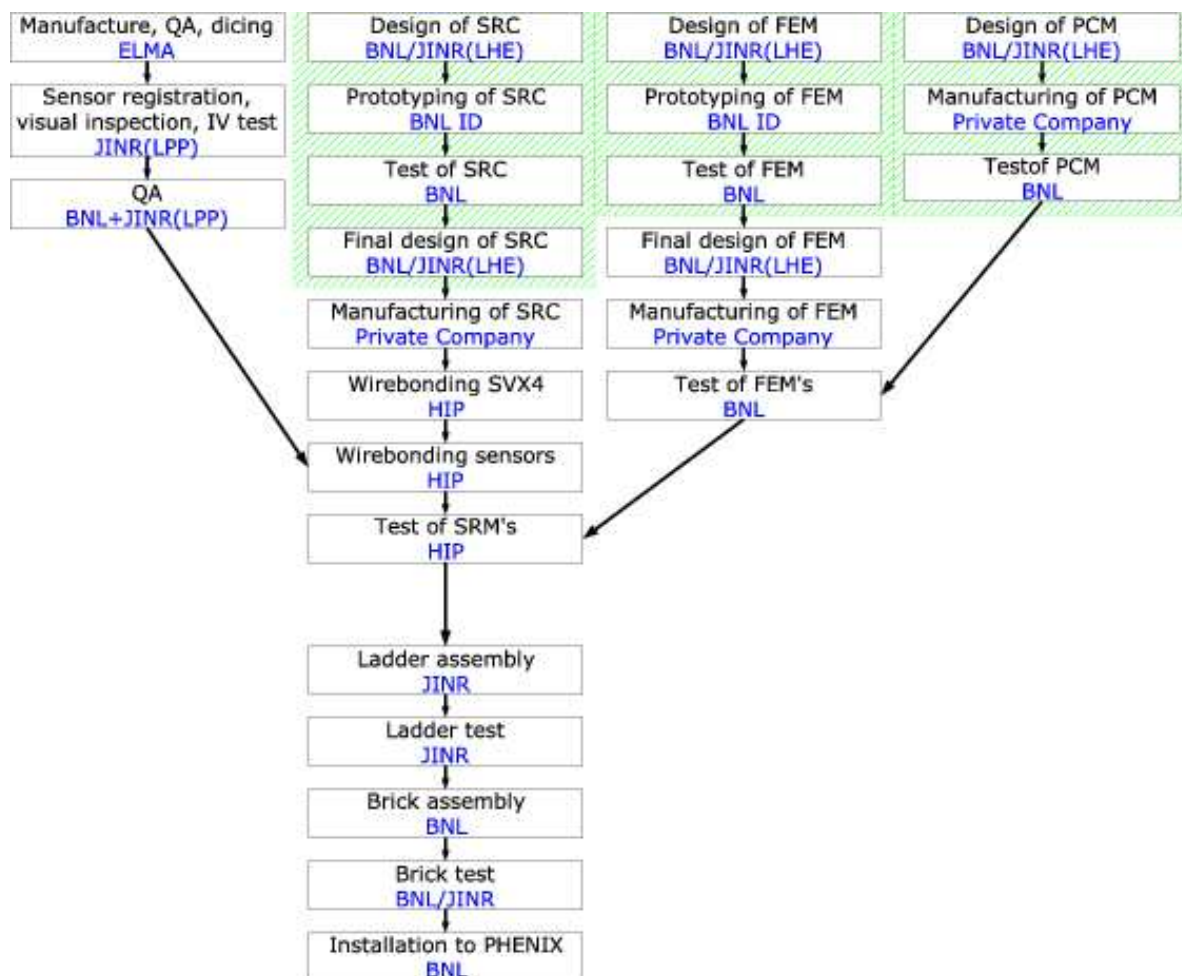 Manufacture, QA, dicing
ELMA
Sensor registration,
visual inspection, IV test
JINR(LPP)
QA
BNL+JINR(LPP)
Design of SRC
BNL/JINR(LHE)
Prototyping of SRC
BNL ID
Test of SRC
BNL
Final design of SRC
BNL/JINR(LHE)
Manufacturing of SRC
Private Company
Wirebonding SVX4
HIP
Wirebonding sensors
HIP
Test of SRM's
HIP
Ladder assembly
JINR
Ladder test
JINR
Brick assembly
BNL
Brick test
BNL/JINR
Installation to PHENIX
BNL
Design of FEM
BNL/JINR(LHE)
Prototyping of FEM
BNL ID
Test of FEM
BNL
Final design of FEM
BNL/JINR(LHE)
Manufacturing of FEM
Private Company
Test of FEM's
BNL
Design of PCM
BNL/JINR(LHE)
Manufacturing of PCM
Private Company
Testof PCM
BNL